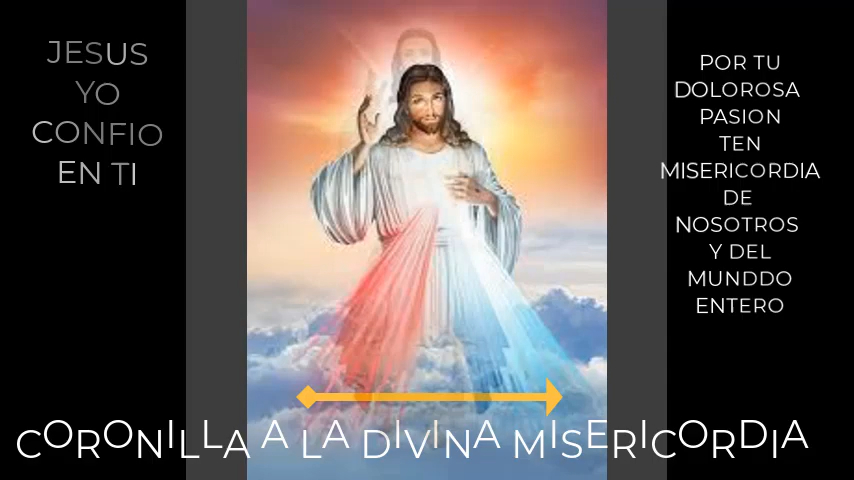 JESUS
YO
CONFIO
EN TI
POR TU
DOLOROSA
PASION
TEN
MISERICORDIA
DE
NOSOTROS
Y DEL
MUNDDO
ENTERO
CORONILLA A LA DIVINA MISERICORDIA